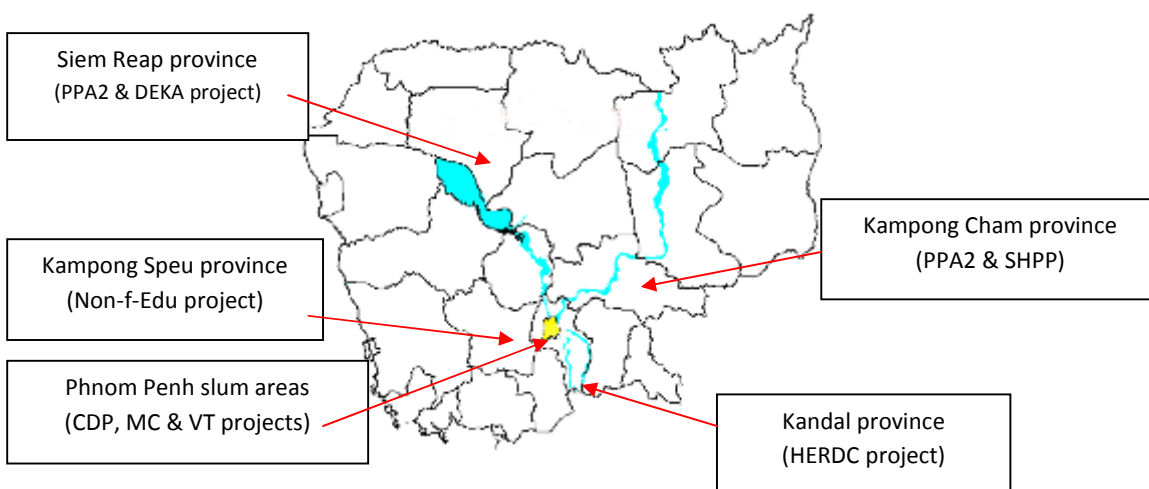 Siem Reap province
(PPA2 & DEKA project)
Kampong Cham province
(PPA2 & SHPP)
Kampong Speu province
(Non-f-Edu project)
Phnom Penh slum areas
(CDP, MC & VT projects)
Kandal province
(HERDC project)